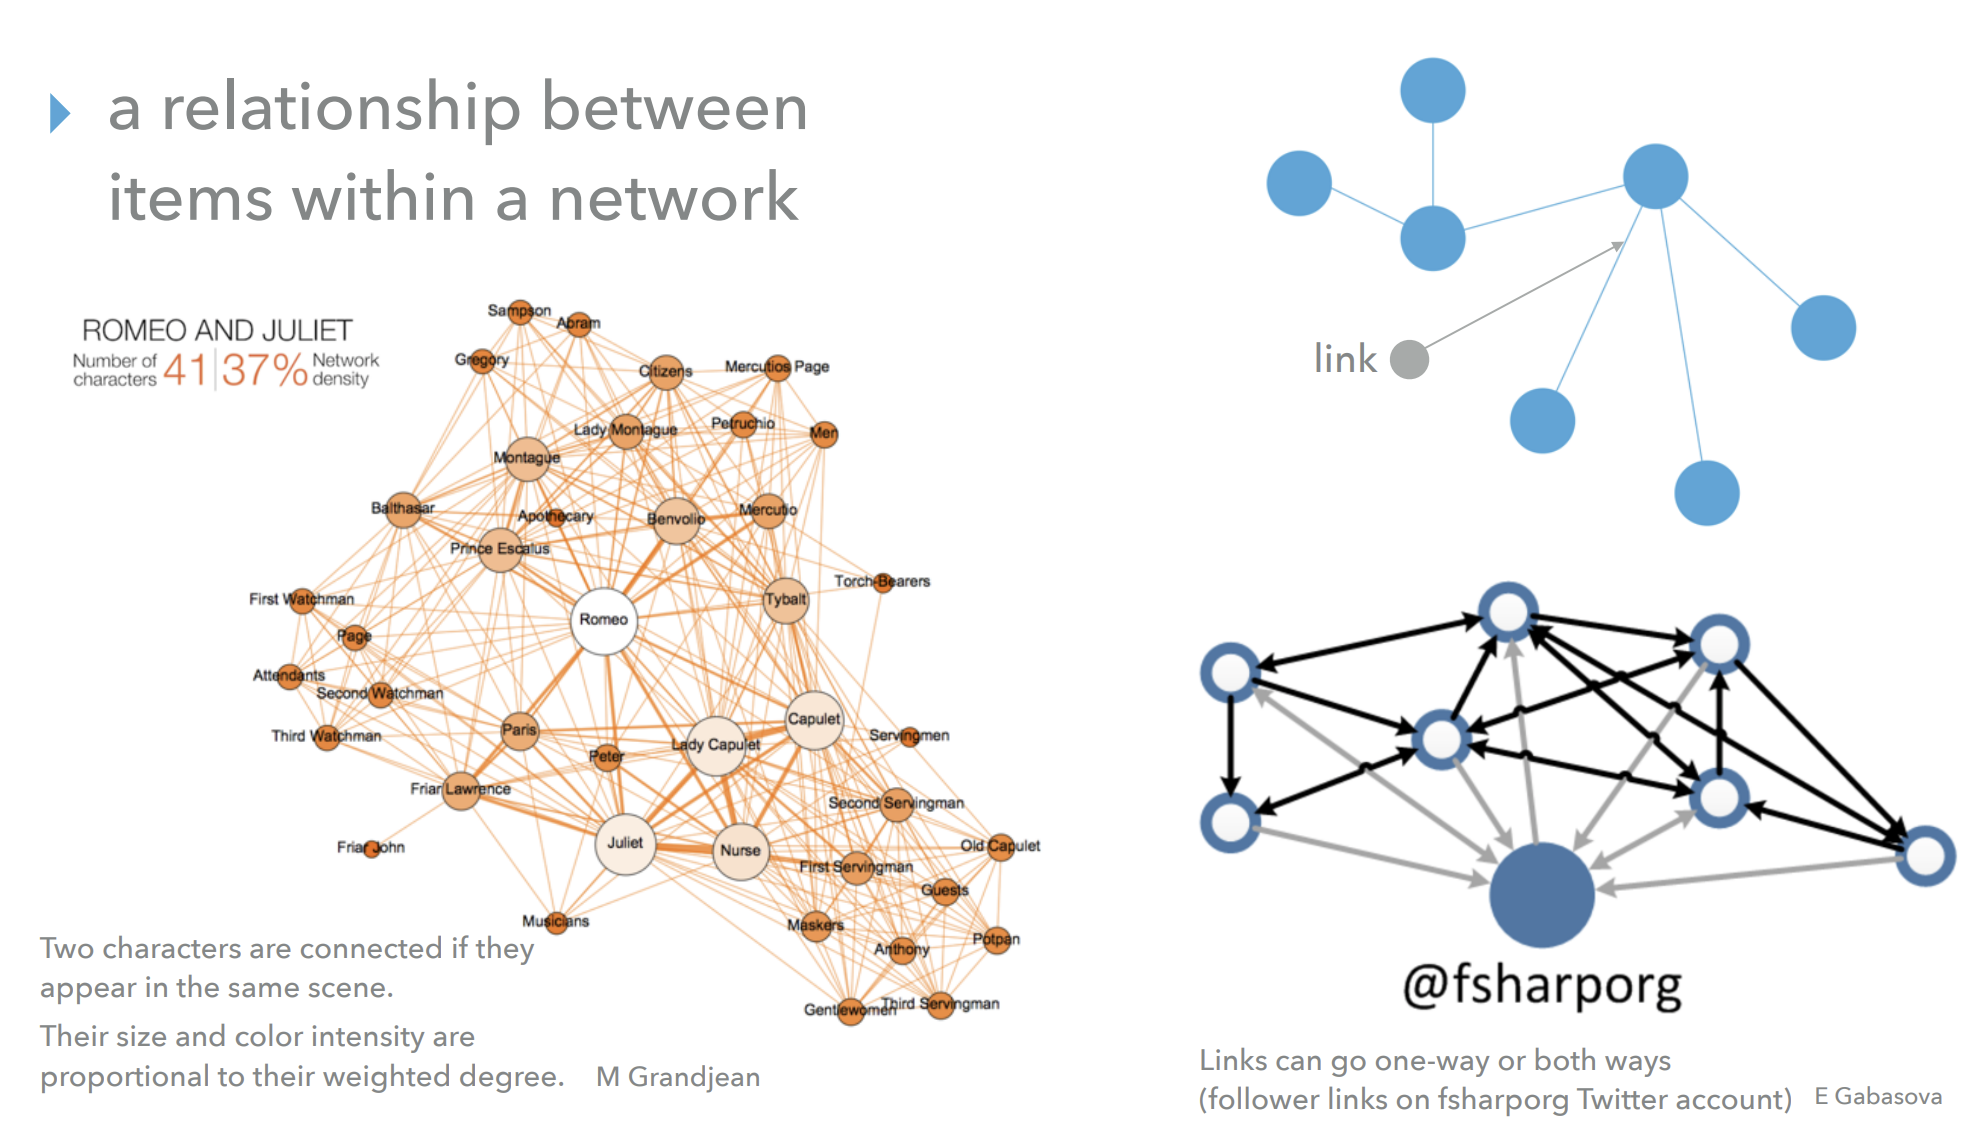 a relationship between
items within a network
ROMEO AND JULIET
Number of characters 41 37% Network density
Sampson
Abram
Gregory
Citizens
Mercutios Page
Lady Montague
Petruchio
Men
Montague
Balthasar
Apothecary
Benvolio
Mercutio
Prince Escalus
Torch-Bearers
First Watchman
Tybalt
Romeo
Page
Attendants
Second Watchman
Third Watchman
Paris
Capulet
Lady Capulet
Servingmen
Peter
Friar Lawrence
Second Servingman
Friar John
Juliet
Nurse
Old Capulet
First Servingman
Guests
Musicians
Maskers
Anthony
Potpan
Gentlewomen
Third Servingman
Two characters are connected if they
appear in the same scene.
Their size and color intensity are
proportional to their weighted degree.
M Grandjean
link
@fsharporg
Links can go one-way or both ways
(follower links on fsharporg Twitter account)
E Gabasova